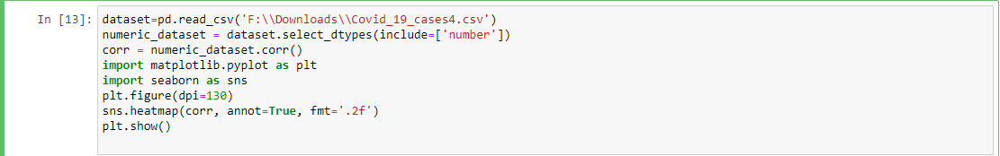 In [13]: dataset=pd.read_csv('F:\\Downloads\\Covid_19_cases4.csv')
numeric_dataset = dataset.select_dtypes(include=['number'])
corr = numeric_dataset.corr()
import matplotlib.pyplot as plt
import seaborn as sns
plt.figure(dpi=130)
sns.heatmap(corr, annot=True, fmt='.2f')
plt.show()